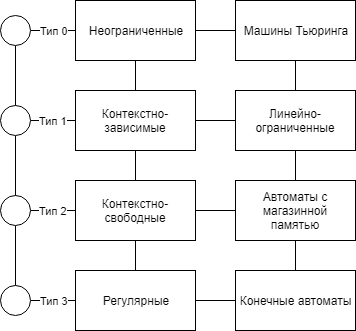 Тип 0
Неограниченные
Машины Тьюринга
Тип 1
Контекстно-
зависимые
Линейно-
ограниченные
Тип 2
Контекстно-
свободные
Автоматы с
магазинной
памятью
Тип 3
Регулярные
Конечные автоматы